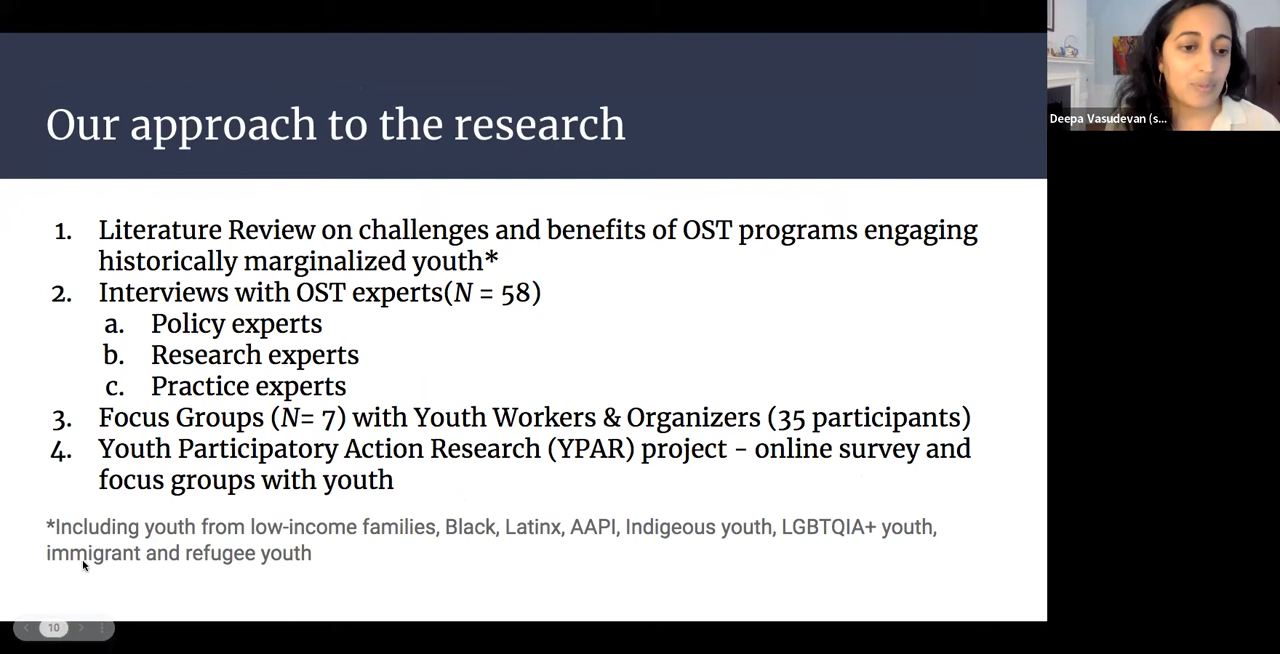 Our approach to the research
Deepa Vasudevan (s...
1. Literature Review on challenges and benefits of OST programs engaging
historically marginalized youth*
2. Interviews with OST experts(N = 58)
a. Policy experts
b. Research experts
c. Practice experts
3. Focus Groups (N= 7) with Youth Workers & Organizers (35 participants)
4. Youth Participatory Action Research (YPAR) project - online survey and
focus groups with youth
*Including youth from low-income families, Black, Latinx, AAPI, Indigeous youth, LGBTQIA+ youth,
immigrant and refugee youth
10